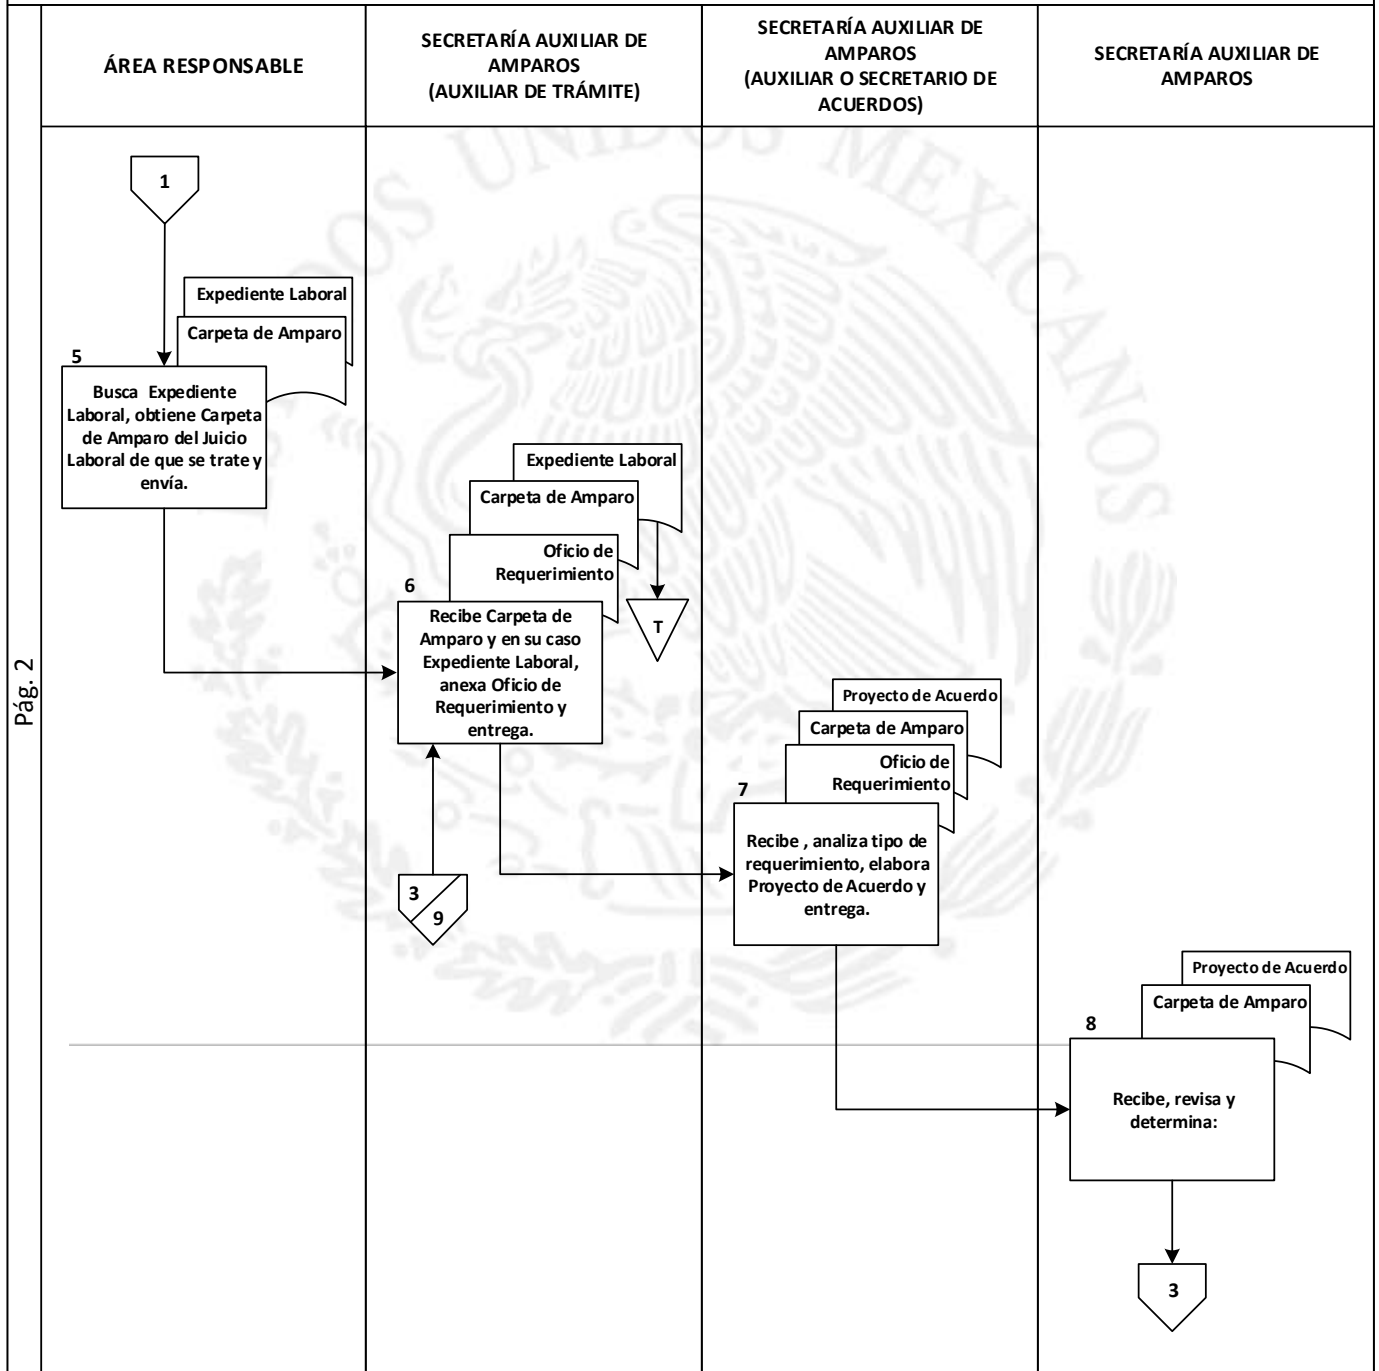 ÁREA RESPONSABLE
SECRETARÍA AUXILIAR DE
AMPAROS
(AUXILIAR DE TRÁMITE)
SECRETARÍA AUXILIAR DE
AMPAROS
(AUXILIAR O SECRETARIO DE
ACUERDOS)
SECRETARÍA AUXILIAR DE
AMPAROS
Pág. 2
UNIDOS MEXICANOS
1
Expediente Laboral
Carpeta de Amparo
5
Busca Expediente
Laboral, obtiene Carpeta
de Amparo del Juicio
Laboral de que se trate y
envía.
Expediente Laboral
Carpeta de Amparo
Oficio de
Requerimiento
6
Recibe Carpeta de
Amparo y en su caso
Expediente Laboral,
anexa Oficio de
Requerimiento y
entrega.
T
3
9
Proyecto de Acuerdo
Carpeta de Amparo
Oficio de
Requerimiento
7
Recibe , analiza tipo de
requerimiento, elabora
Proyecto de Acuerdo y
entrega.
Proyecto de Acuerdo
Carpeta de Amparo
8
Recibe, revisa y
determina:
3